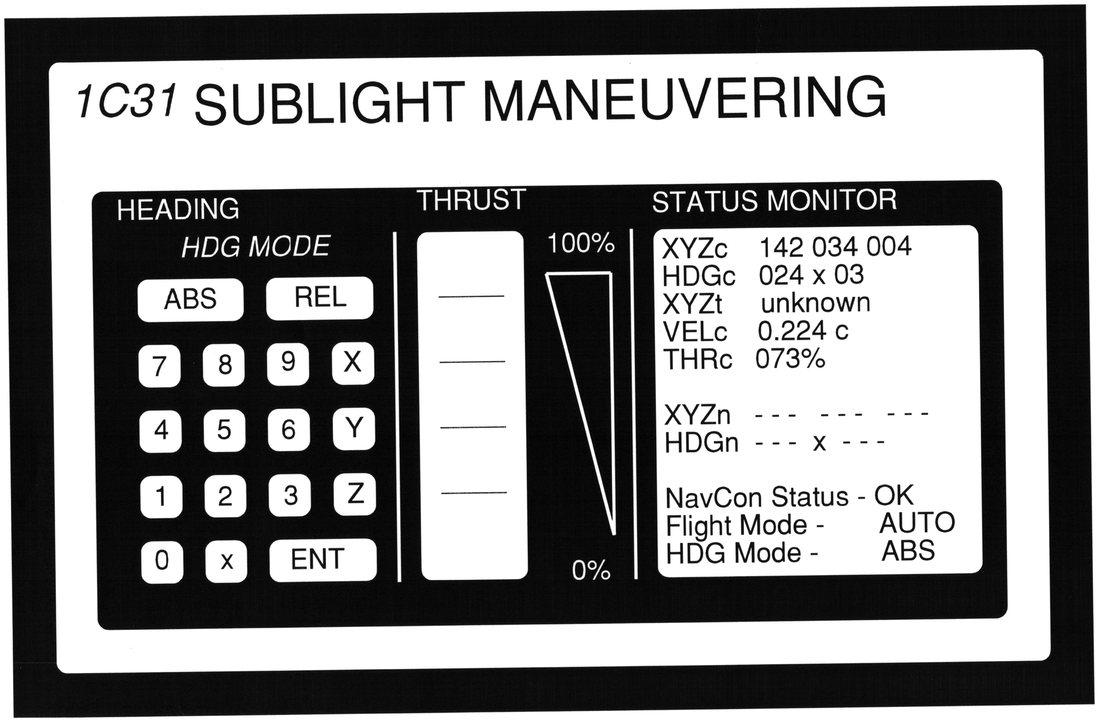 1C31 SUBLIGHT MANEUVERING
HEADING
HDG MODE
ABS REL
7 8 9 X
4 5 6 Y
1 2 3 Z
0 x ENT
THRUST
100%
0%
STATUS MONITOR
XYZc 142 034 004
HDGc 024 x 03
XYZt unknown
VELc 0.224 c
THRc 073%
XYZn - - - - - - - - -
HDGn - - - x - - -
NavCon Status - OK
Flight Mode - AUTO
HDG Mode - ABS